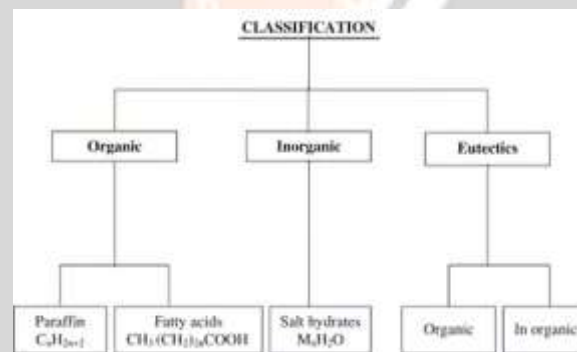 CLASSIFICATION
Organic
Inorganic
Eutectics
Paraffin
CₙH₂ₙ₊₂
Fatty acids
CH₃(CH₂)₂ₙCOOH
Salt hydrates
MₙH₂O
Organic
In organic